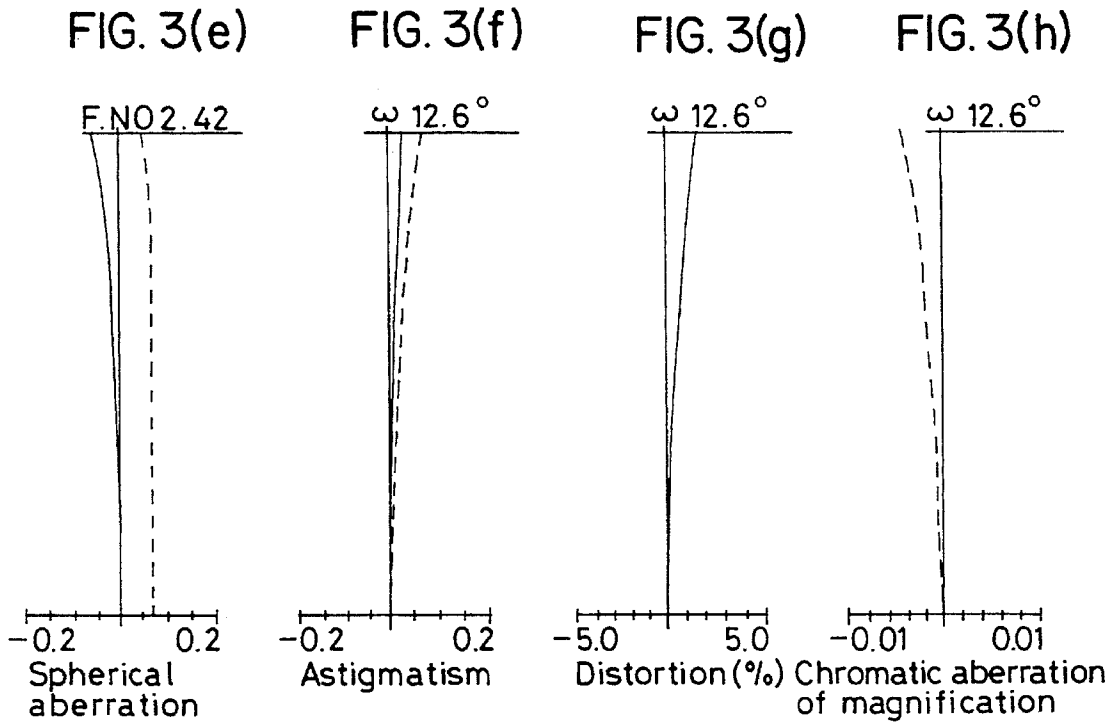 FIG. 3(e) FIG. 3(f) FIG. 3(g) FIG. 3(h)
F.NO 2.42 ω 12.6° ω 12.6° ω 12.6°
-0.2 0.2 -0.2 0.2 -5.0 5.0 -0.01 0.01
Spherical aberration
Astigmatism
Distortion (%)
Chromatic aberration
of magnification